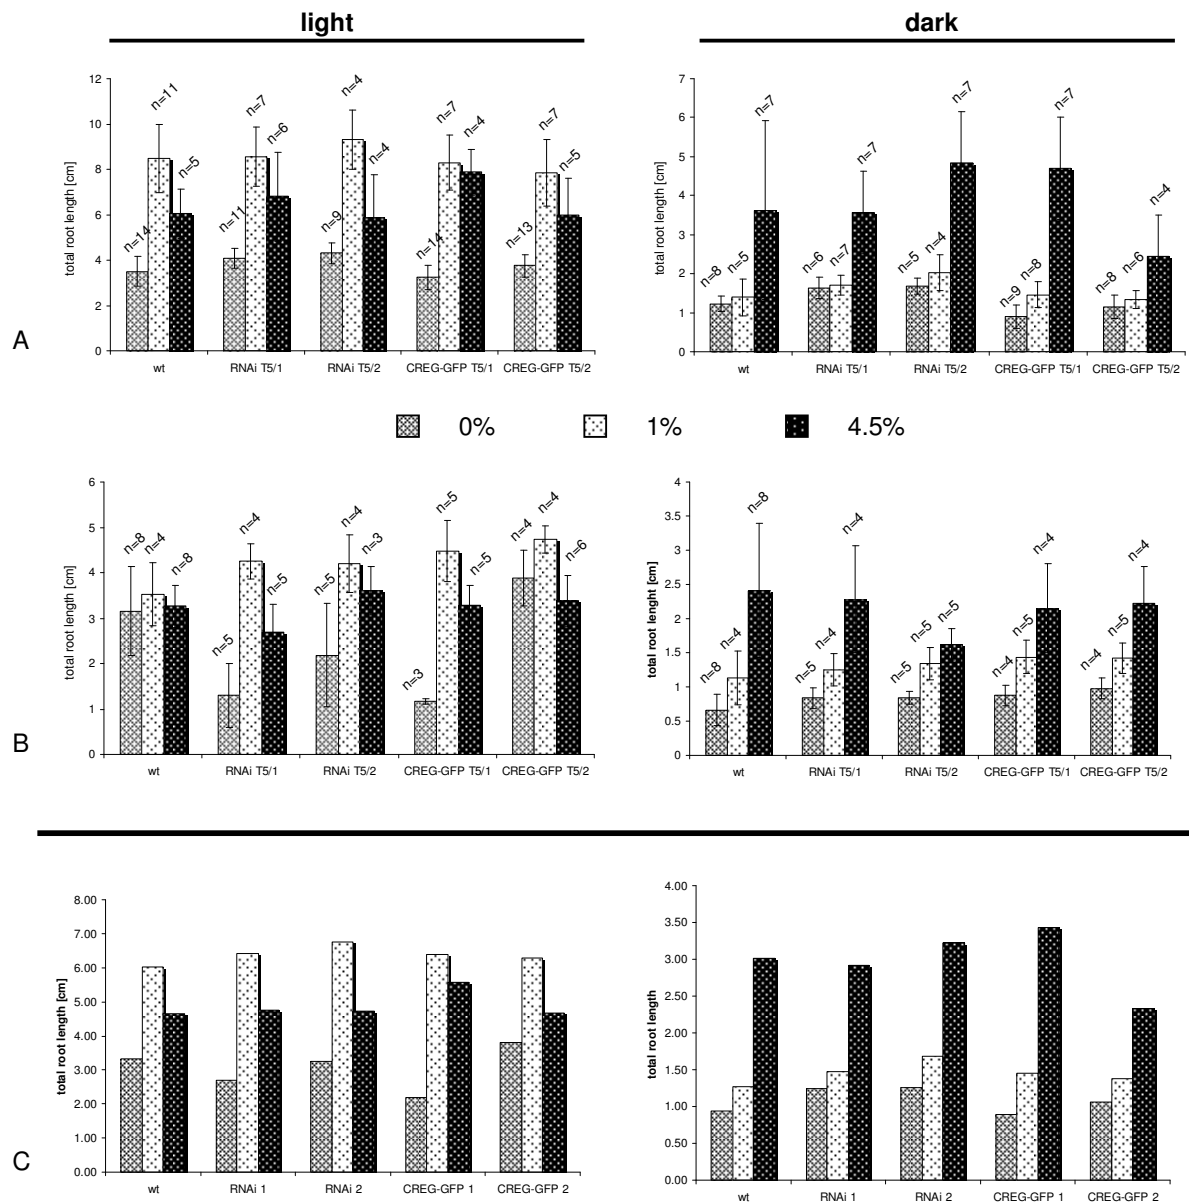 light
dark
total root length [cm]
12
10
8
6
4
2
0
n=14
n=11
n=5
n=11
n=7
n=6
n=9
n=4
n=4
n=14
n=7
n=4
n=13
n=7
n=5
wt
RNAi T5/1
RNAi T5/2
CREG-GFP T5/1
CREG-GFP T5/2
total root length [cm]
7
6
5
4
3
2
1
0
n=8
n=5
n=7
n=6
n=7
n=7
n=5
n=4
n=7
n=9
n=8
n=7
n=8
n=6
n=4
wt
RNAi T5/1
RNAi T5/2
CREG-GFP T5/1
CREG-GFP T5/2
A
0%
1%
4.5%
total root length [cm]
6
5
4
3
2
1
0
n=8
n=4
n=8
n=5
n=4
n=5
n=5
n=4
n=3
n=3
n=5
n=5
n=4
n=4
n=6
wt
RNAi T5/1
RNAi T5/2
CREG-GFP T5/1
CREG-GFP T5/2
total root lenght [cm]
4
3.5
3
2.5
2
1.5
1
0.5
0
n=8
n=4
n=8
n=5
n=4
n=4
n=5
n=5
n=5
n=4
n=5
n=4
n=4
n=5
n=4
wt
RNAi T5/1
RNAi T5/2
CREG-GFP T5/1
CREG-GFP T5/2
B
total root length [cm]
8.00
7.00
6.00
5.00
4.00
3.00
2.00
1.00
0.00
wt
RNAi 1
RNAi 2
CREG-GFP 1
CREG-GFP 2
total root length
4.00
3.50
3.00
2.50
2.00
1.50
1.00
0.50
0.00
wt
RNAi 1
RNAi 2
CREG-GFP 1
CREG-GFP 2
C